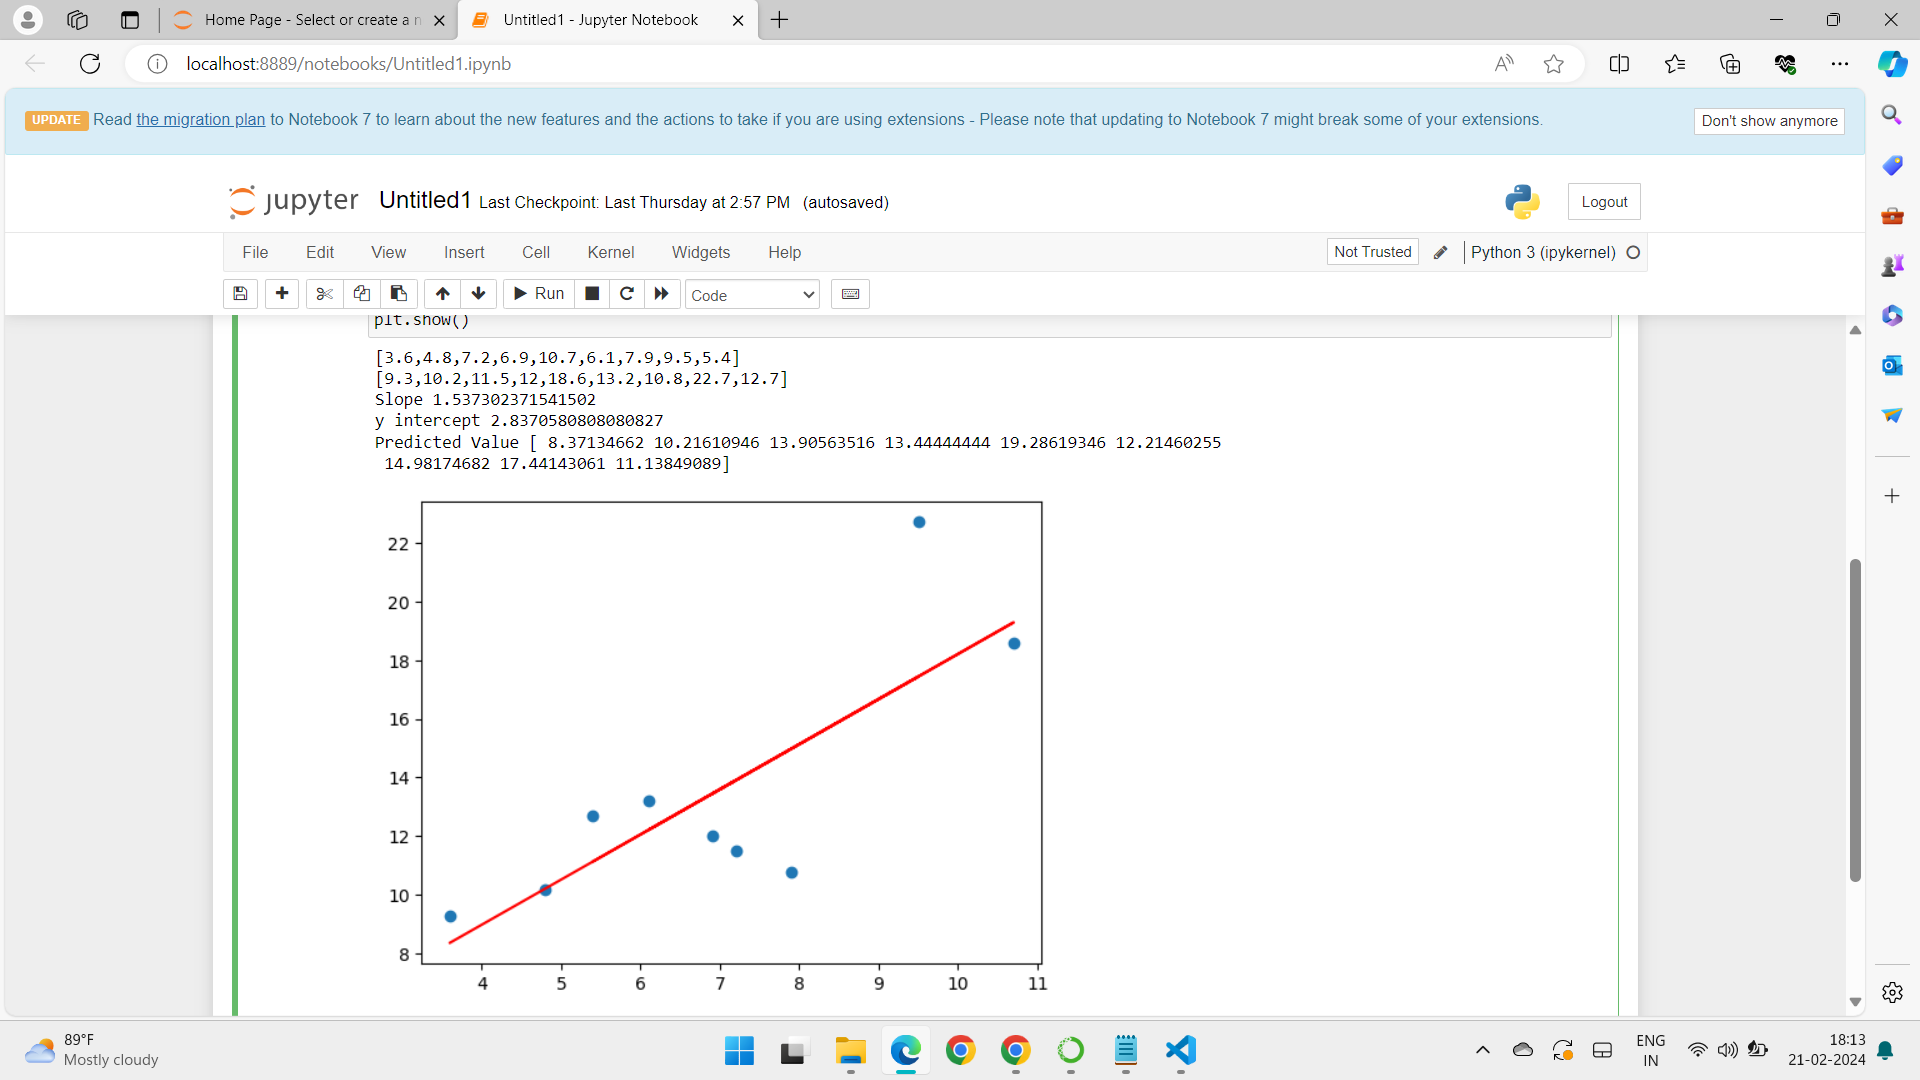 Home Page - Select or create a n
Untitled1 - Jupyter Notebook
localhost:8889/notebooks/Untitled1.ipynb
UPDATE Read the migration plan to Notebook 7 to learn about the new features and the actions to take if you are using extensions - Please note that updating to Notebook 7 might break some of your extensions.
Don't show anymore
jupyter Untitled1 Last Checkpoint: Last Thursday at 2:57 PM (autosaved)
Logout
File Edit View Insert Cell Kernel Widgets Help
Not Trusted
Python 3 (ipykernel)
Run
Code
plt.show()
[3.6,4.8,7.2,6.9,10.7,6.1,7.9,9.5,5.4]
[9.3,10.2,11.5,12,18.6,13.2,10.8,22.7,12.7]
Slope 1.537302371541502
y intercept 2.8370580808080827
Predicted Value [ 8.37134662 10.21610946 13.90563516 13.44444444 19.28619346 12.21460255
14.98174682 17.44143061 11.13849089]
22
20
18
16
14
12
10
8
4 5 6 7 8 9 10 11
89°F
Mostly cloudy
ENG
IN
18:13
21-02-2024